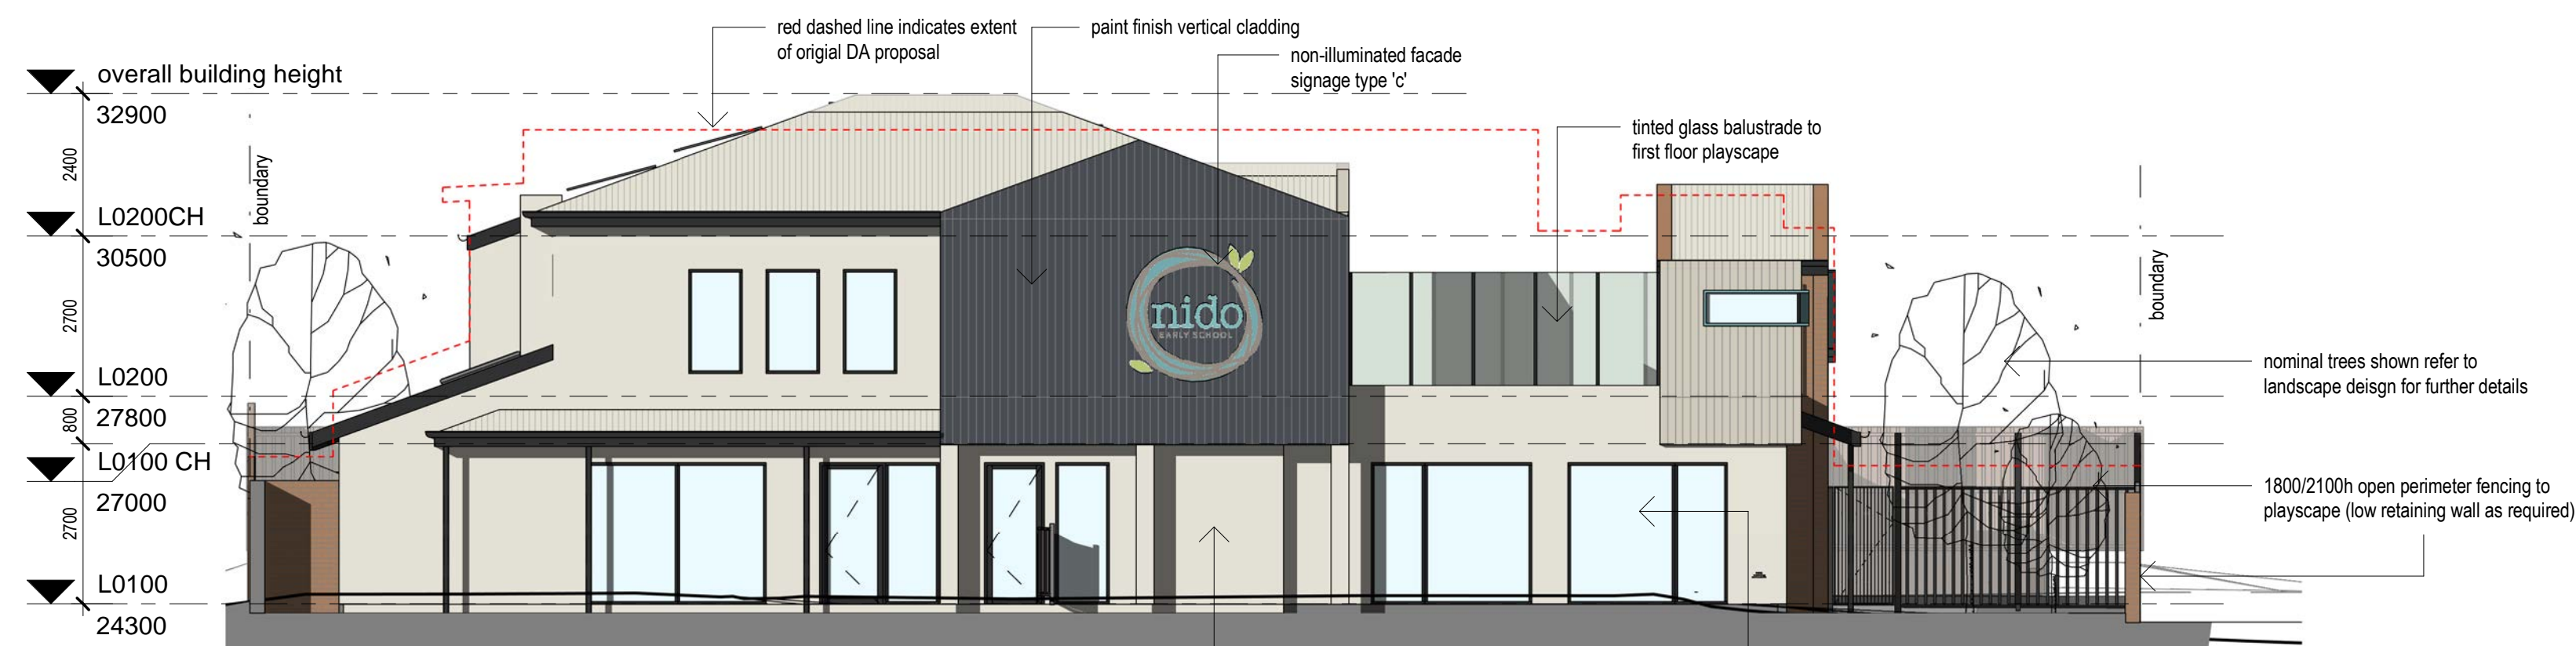 red dashed line indicates extent
of origial DA proposal
paint finish vertical cladding
non-illuminated facade
signage type 'c'
tinted glass balustrade to
first floor playscape
overall building height
32900
2400
boundary
L0200CH
30500
2700
L0200
27800
800
L0100 CH
27000
2700
L0100
24300
nido
EARLY SCHOOL
boundary
nominal trees shown refer to
landscape deisgn for further details
1800/2100h open perimeter fencing to
playscape (low retaining wall as required)